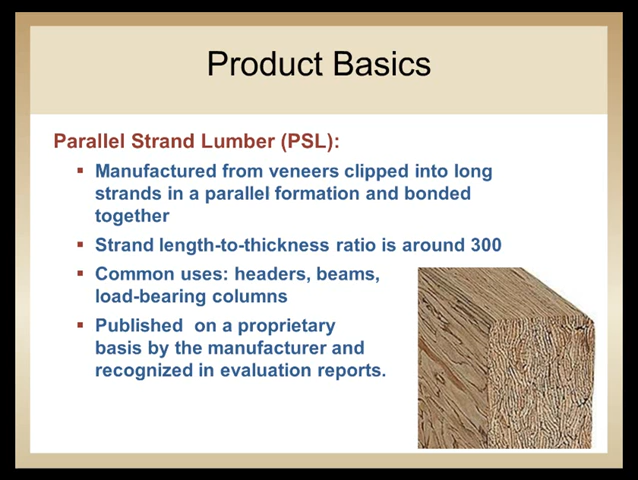 Product Basics
Parallel Strand Lumber (PSL):
▪ Manufactured from veneers clipped into long
strands in a parallel formation and bonded
together
▪ Strand length-to-thickness ratio is around 300
▪ Common uses: headers, beams,
load-bearing columns
▪ Published on a proprietary
basis by the manufacturer and
recognized in evaluation reports.